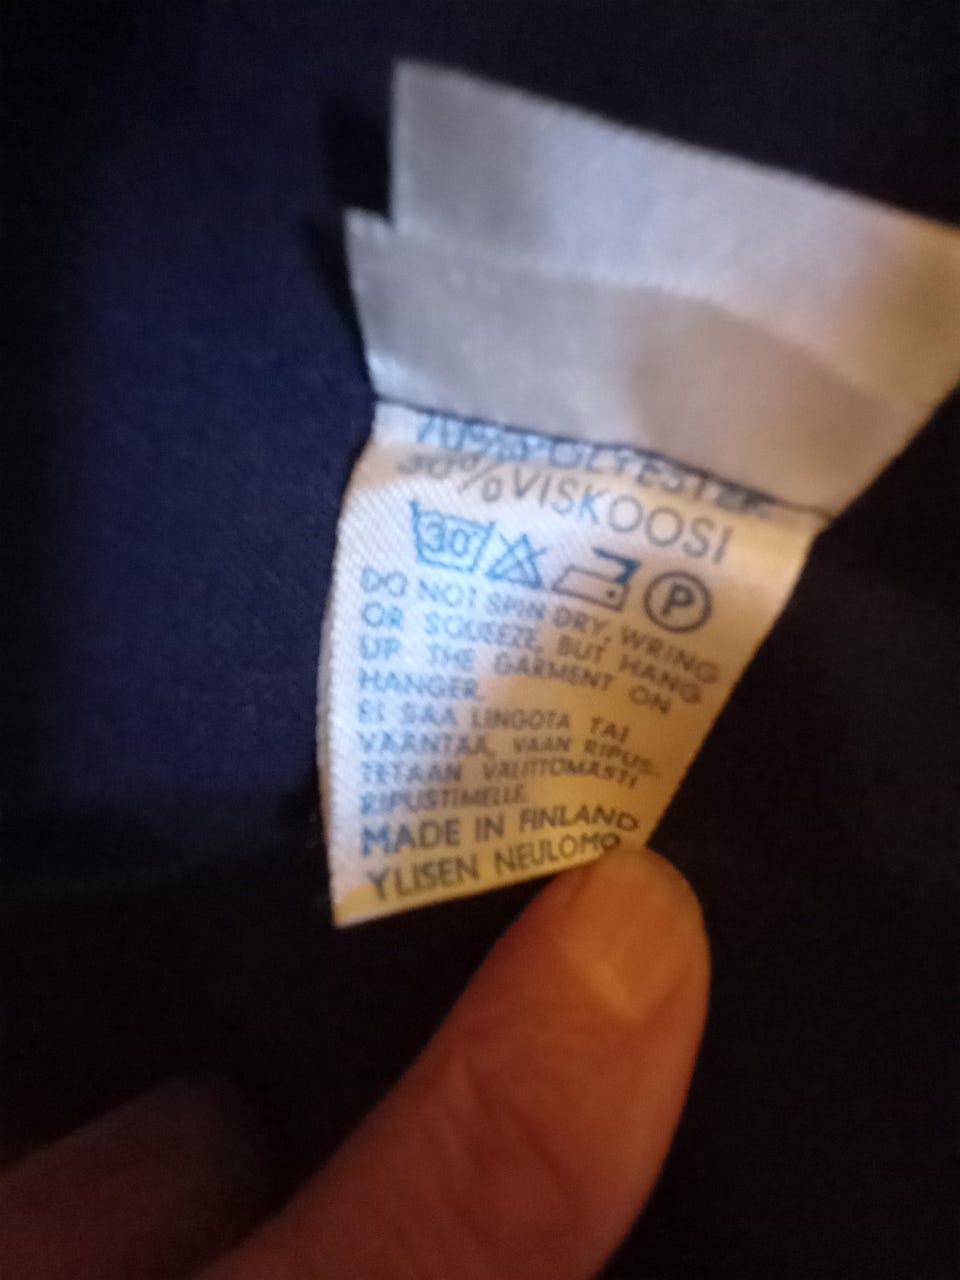 70% POLYESTER
30% VISKOOSI
30°
P
DO NOT SPIN DRY, WRING
OR SQUEEZE, BUT HANG
UP THE GARMENT ON
HANGER.
EI SAA LINGOTA TAI
VÄÄNTÄÄ, VAAN RIPUS-
TETAAN VÄLITTÖMÄSTI
RIPUSTIMELLE
MADE IN FINLAND
YLISEN NEULOMO